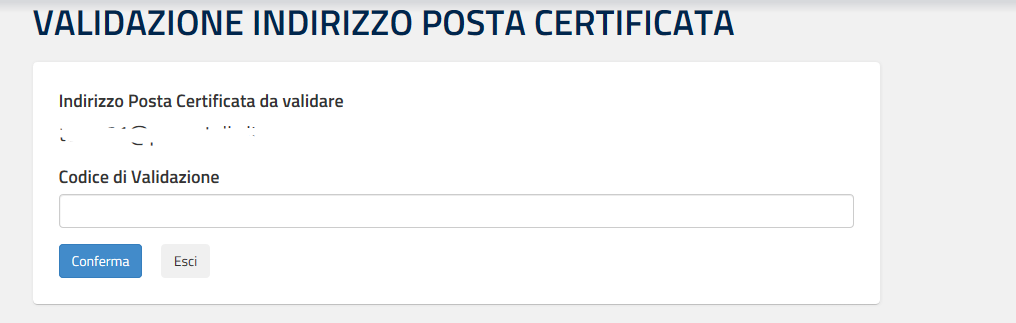 VALIDAZIONE INDIRIZZO POSTA CERTIFICATA
Indirizzo Posta Certificata da validare
Codice di Validazione
Conferma
Esci